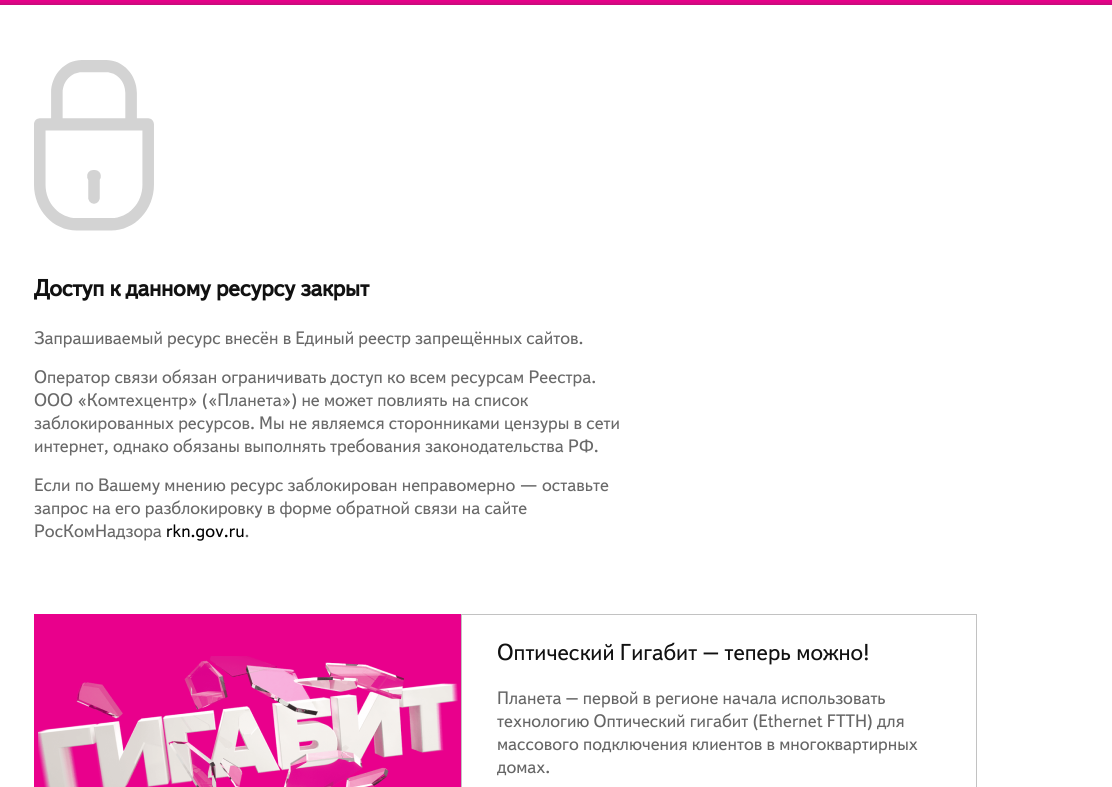 Доступ к данному ресурсу закрыт
Запрашиваемый ресурс внесён в Единый реестр запрещённых сайтов.
Оператор связи обязан ограничивать доступ ко всем ресурсам Реестра.
ООО «Комтехцентр» («Планета») не может повлиять на список
заблокированных ресурсов. Мы не являемся сторонниками цензуры в сети
интернет, однако обязаны выполнять требования законодательства РФ.
Если по Вашему мнению ресурс заблокирован неправомерно — оставьте
запрос на его разблокировку в форме обратной связи на сайте
РосКомНадзора rkn.gov.ru.
ГИГАБИТ
Оптический Гигабит — теперь можно!
Планета — первой в регионе начала использовать
технологию Оптический гигабит (Ethernet FTTH) для
массового подключения клиентов в многоквартирных
домах.